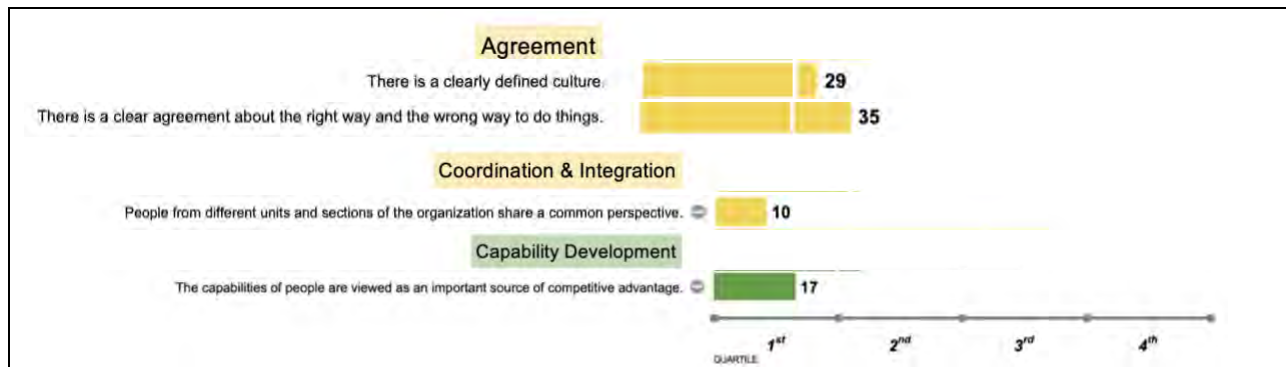 Agreement
There is a clearly defined culture. 29
There is a clear agreement about the right way and the wrong way to do things. 35
Coordination & Integration
People from different units and sections of the organization share a common perspective. 10
Capability Development
The capabilities of people are viewed as an important source of competitive advantage. 17
1st 2nd 3rd 4th
QUARTILE